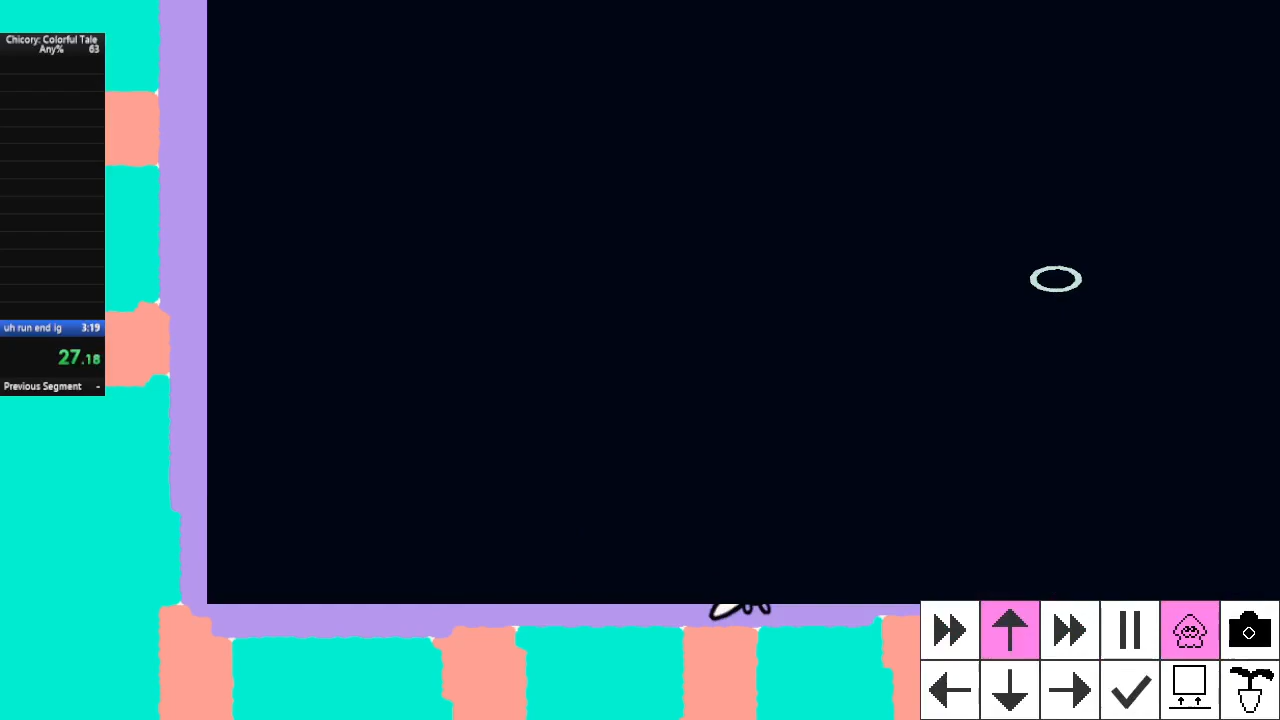 Chicory: Colorful Tale
Any% 63
uh run end ig 3:19
27.18
Previous Segment -